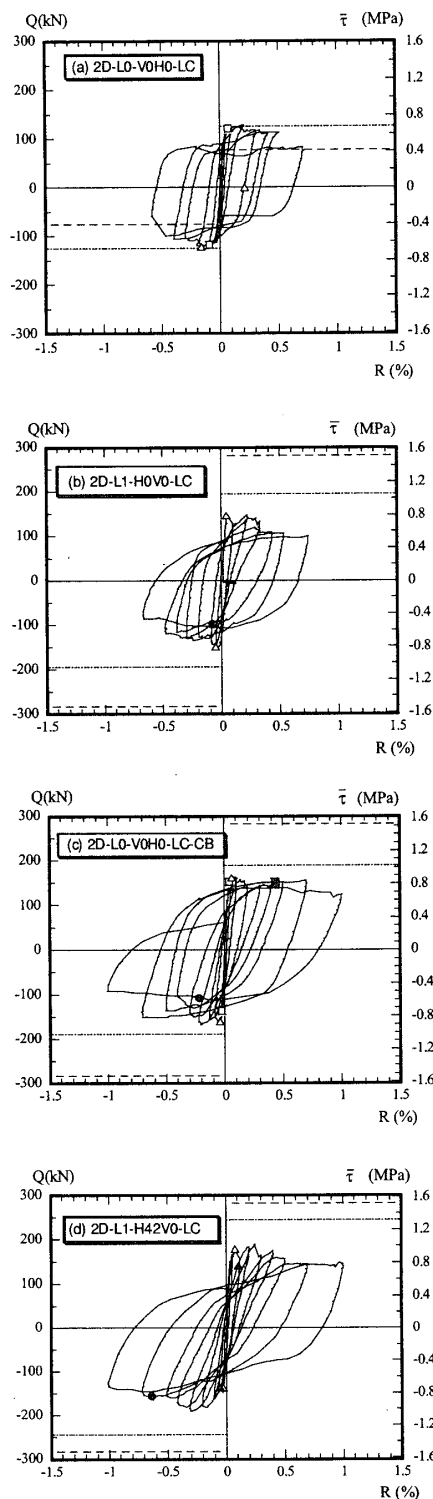 Q(kN) τ̄ (MPa)
300 1.6
(a) 2D-L0-V0H0-LC
200 1.2
100 0.8
0.4
0 0
-0.4
-100 -0.8
-200 -1.2
-300 -1.6
-1.5 -1 -0.5 0 0.5 1 1.5
R (%)
Q(kN) τ̄ (MPa)
300 1.6
(b) 2D-L1-H0V0-LC
200 1.2
100 0.8
0.4
0 0
-0.4
-100 -0.8
-200 -1.2
-300 -1.6
-1.5 -1 -0.5 0 0.5 1 1.5
R (%)
Q(kN) τ̄ (MPa)
300 1.6
(c) 2D-L0-V0H0-LC-CB
200 1.2
100 0.8
0.4
0 0
-0.4
-100 -0.8
-200 -1.2
-300 -1.6
-1.5 -1 -0.5 0 0.5 1 1.5
R (%)
Q(kN) τ̄ (MPa)
300 1.6
(d) 2D-L1-H42V0-LC
200 1.2
100 0.8
0.4
0 0
-0.4
-100 -0.8
-200 -1.2
-300 -1.6
-1.5 -1 -0.5 0 0.5 1 1.5
R (%)